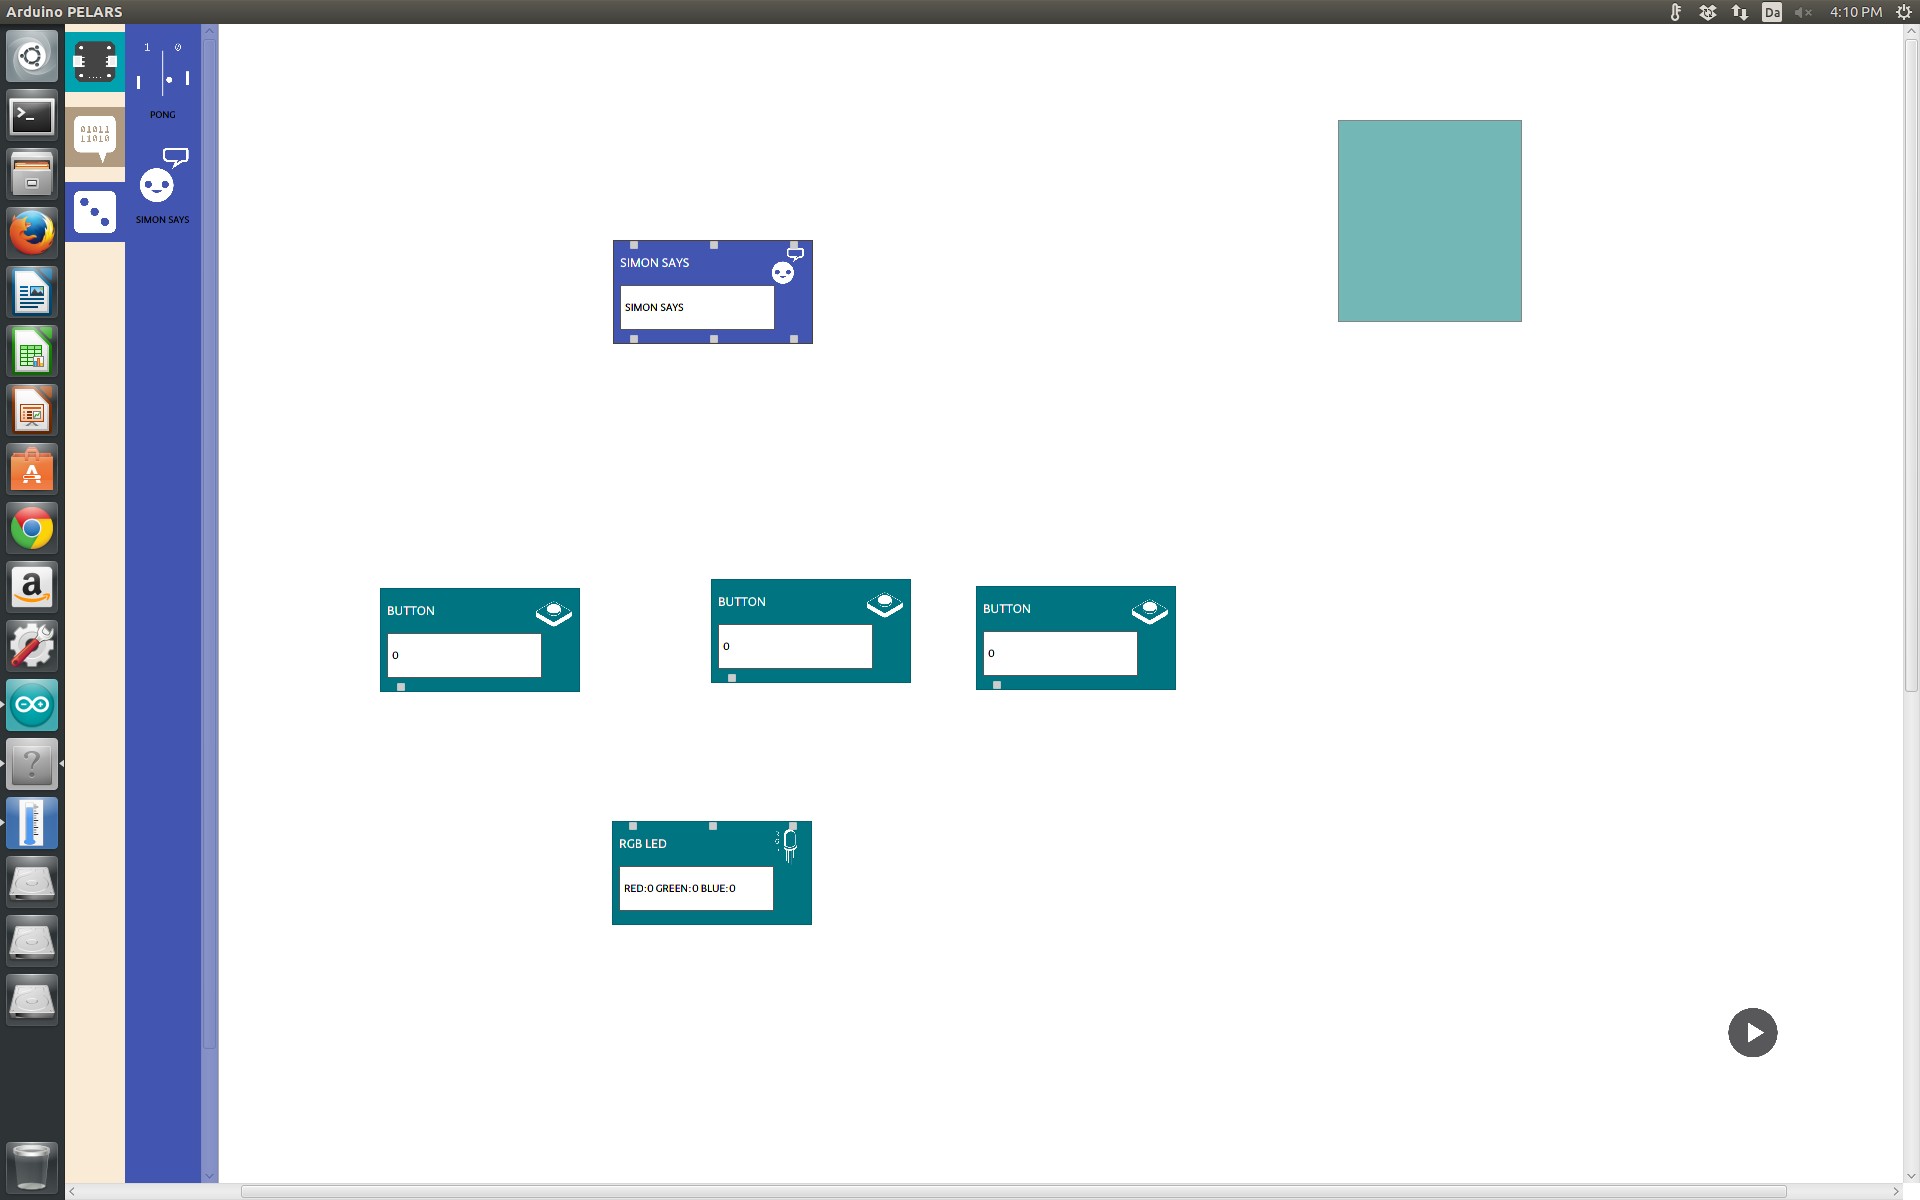 Arduino PELARS
Da
4:10 PM
1 0
PONG
01011
11010
SIMON SAYS
SIMON SAYS
SIMON SAYS
BUTTON
0
BUTTON
0
BUTTON
0
RGB LED
RED:0 GREEN:0 BLUE:0